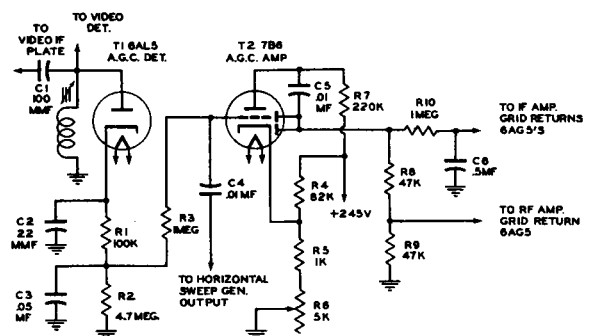 TO VIDEO
DET.
TO
VIDEO IF
PLATE
C1
100
MMF
T1 6AL5
A.G.C. DET.
T2 7B6
A.G.C. AMP
C5
.01
MF
R7
220K
R10
1MEG
TO IF AMP.
GRID RETURNS
6AG5'S
C6
.5MF
R8
47K
TO RF AMP.
GRID RETURN
6AG5
R9
47K
C4
.01MF
R4
82K
+245V
R3
1MEG
R5
1K
R6
5K
TO HORIZONTAL
SWEEP GEN.
OUTPUT
C2
22
MMF
R1
100K
C3
.05
MF
R2
4.7MEG.